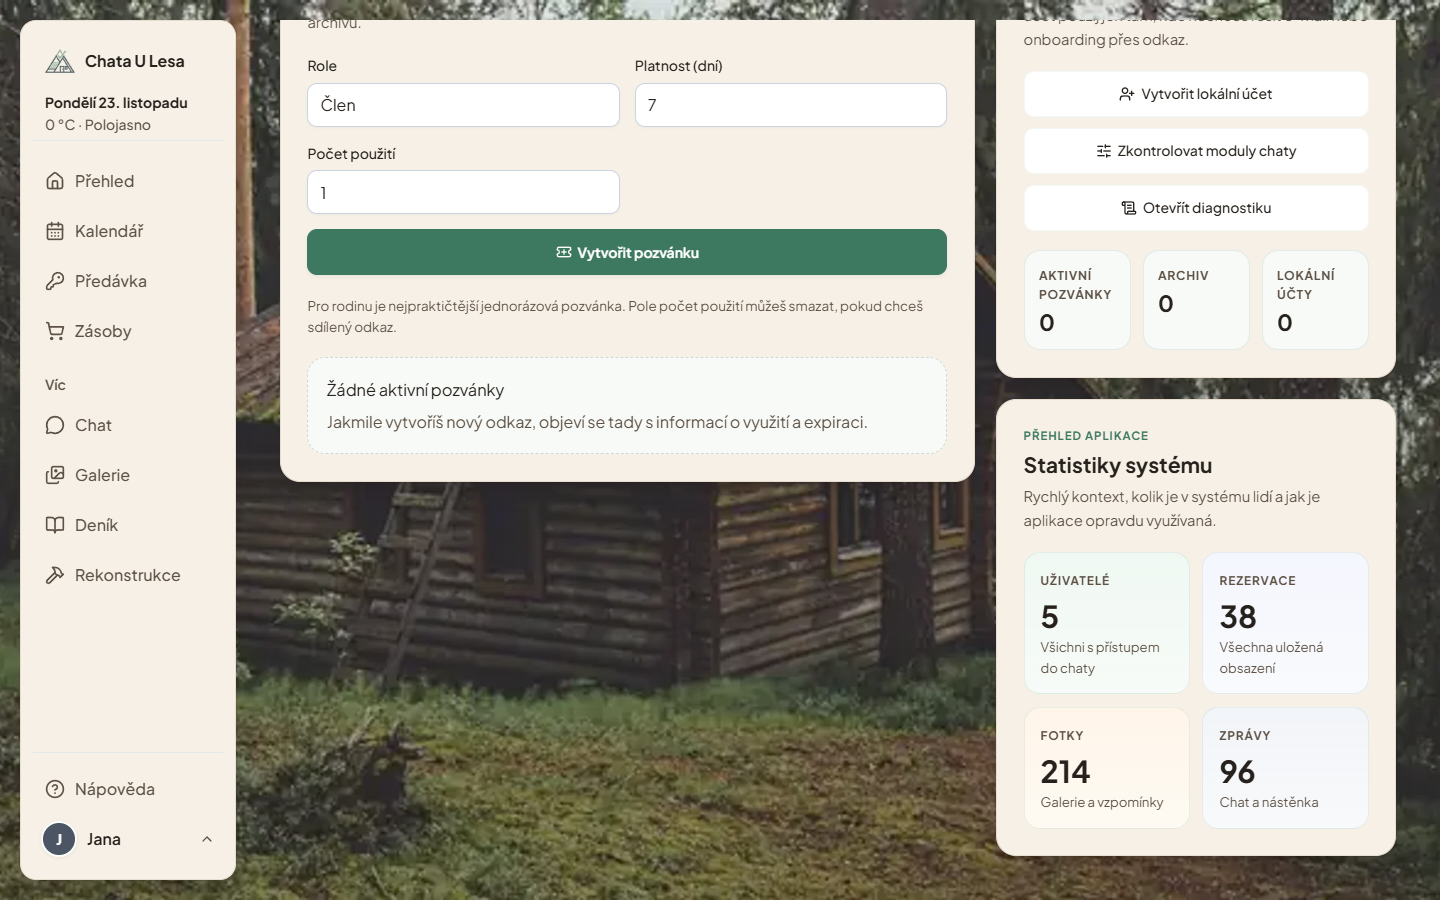 Chata U Lesa
Pondělí 23. listopadu
0 °C · Polojasno
Přehled
Kalendář
Předávka
Zásoby
Víc
Chat
Galerie
Deník
Rekonstrukce
Nápověda
J
Jana
archivu.
Role
Platnost (dní)
Člen
7
Počet použití
1
Vytvořit pozvánku
Pro rodinu je nejpraktičtější jednorázová pozvánka. Pole počet použití můžeš smazat, pokud chceš
sdílený odkaz.
Žádné aktivní pozvánky
Jakmile vytvoříš nový odkaz, objeví se tady s informací o využití a expiraci.
onboarding přes odkaz.
Vytvořit lokální účet
Zkontrolovat moduly chaty
Otevřít diagnostiku
AKTIVNÍ
POZVÁNKY
0
ARCHIV
0
LOKÁLNÍ
ÚČTY
0
PŘEHLED APLIKACE
Statistiky systému
Rychlý kontext, kolik je v systému lidí a jak je
aplikace opravdu využívaná.
UŽIVATELÉ
5
Všichni s přístupem
do chaty
REZERVACE
38
Všechna uložená
obsazení
FOTKY
214
Galerie a vzpomínky
ZPRÁVY
96
Chat a nástěnka